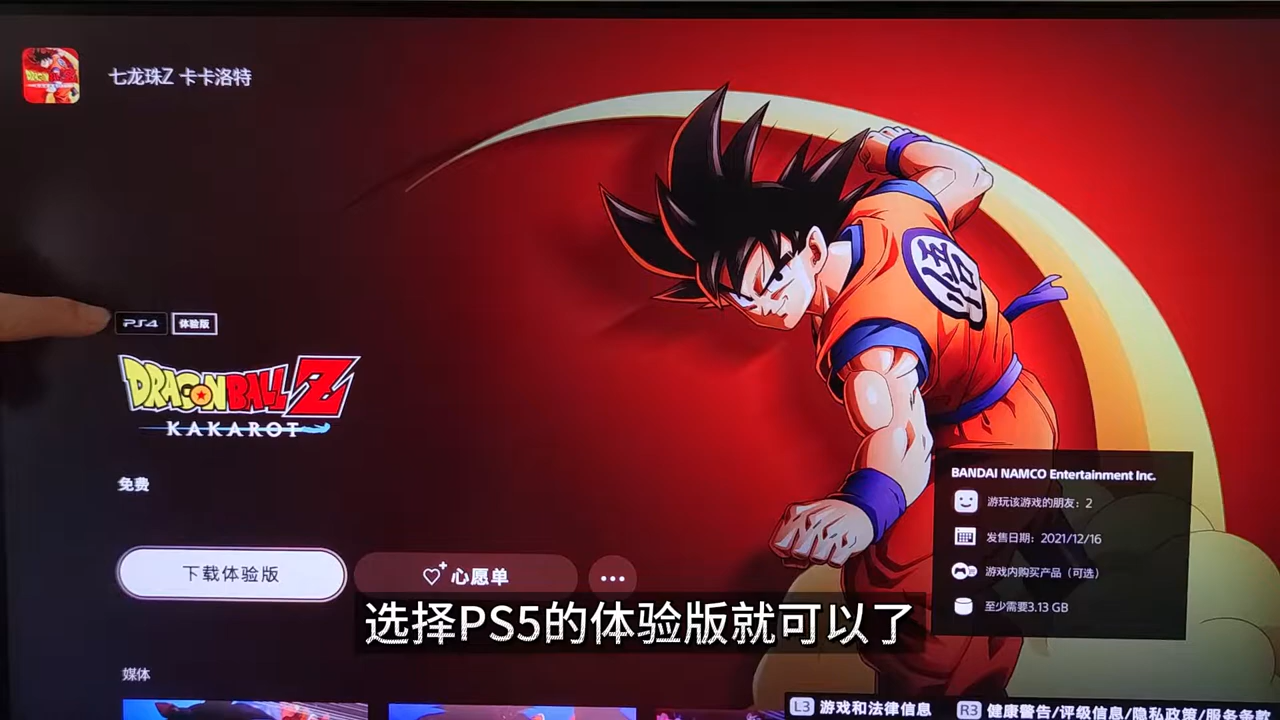 七龙珠Z 卡卡洛特
PS4 体验版
DRAGON BALL Z
KAKAROT
免费
下载体验版
心愿单
悟
BANDAI NAMCO Entertainment Inc.
游玩该游戏的朋友：2
发售日期：2021/12/16
游戏内购买产品（可选）
至少需要3.13 GB
选择PS5的体验版就可以了
媒体
L3 游戏和法律信息
R3 健康警告/评级信息/隐私政策/服务条款